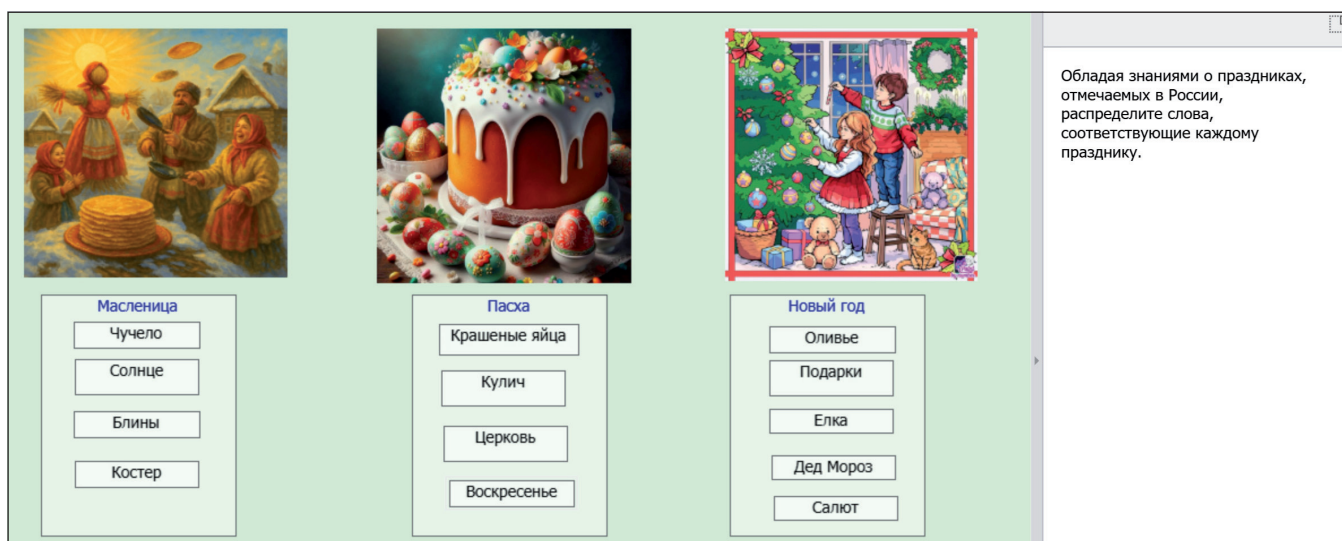 Масленица
Чучело
Солнце
Блины
Костер
Пасха
Крашеные яйца
Кулич
Церковь
Воскресенье
Новый год
Оливье
Подарки
Елка
Дед Мороз
Салют
Обладая знаниями о праздниках,
отмечаемых в России,
распределите слова,
соответствующие каждому
празднику.